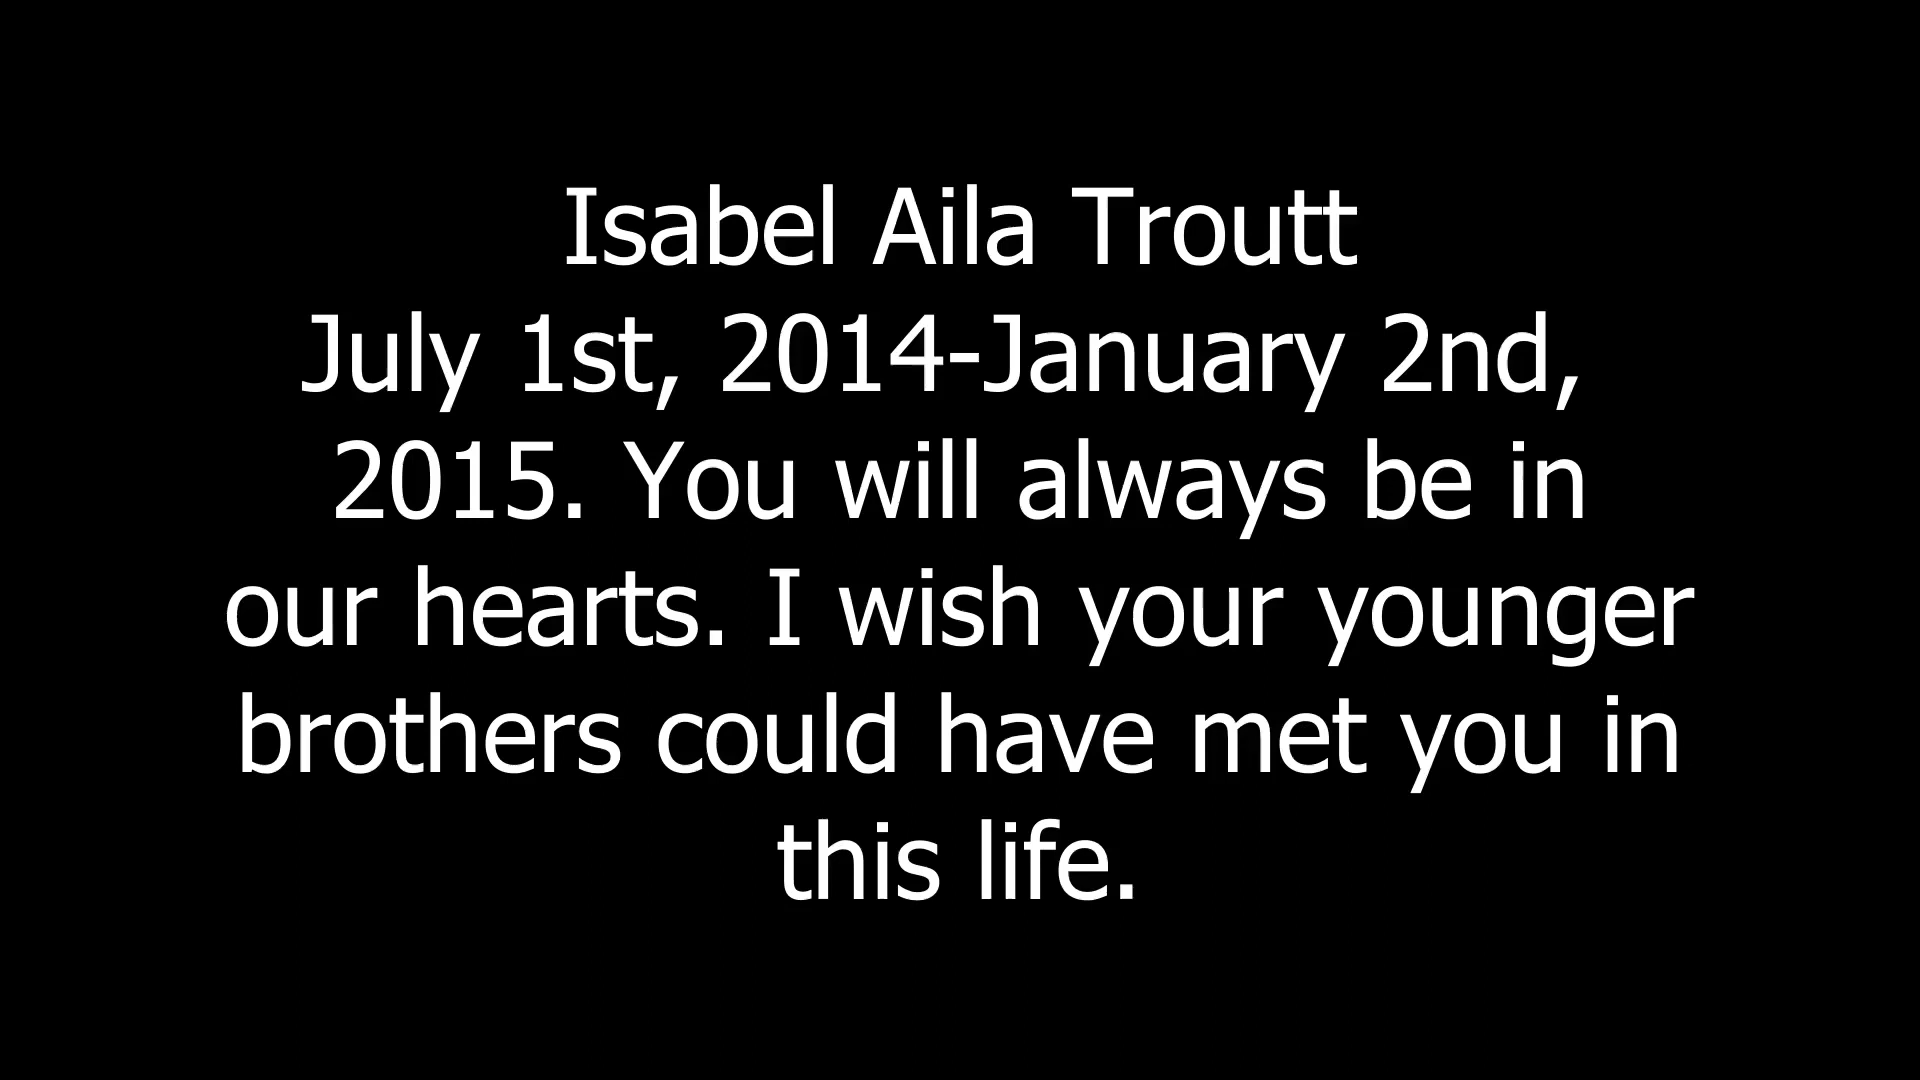 Isabel Aila Troutt
July 1st, 2014-January 2nd,
2015. You will always be in
our hearts. I wish your younger
brothers could have met you in
this life.